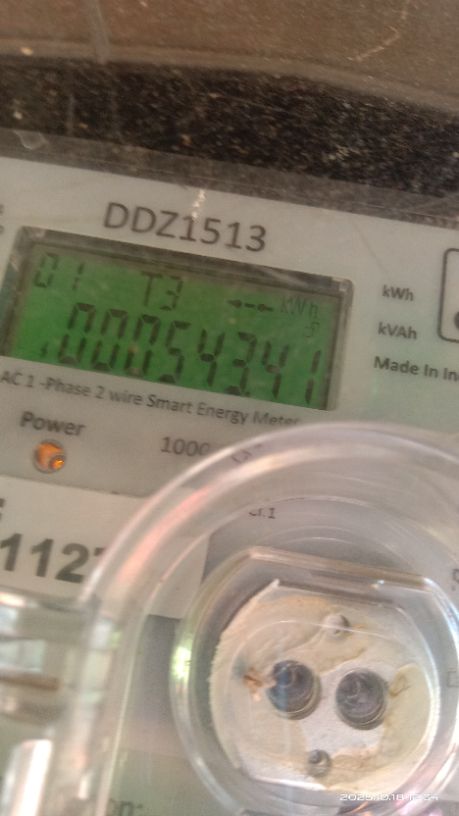 DDZ1513
01 T3 kWh
00054341
kWh
kVAh
Made In
AC 1 -Phase 2 wire Smart Energy Meter
Power
1000
112